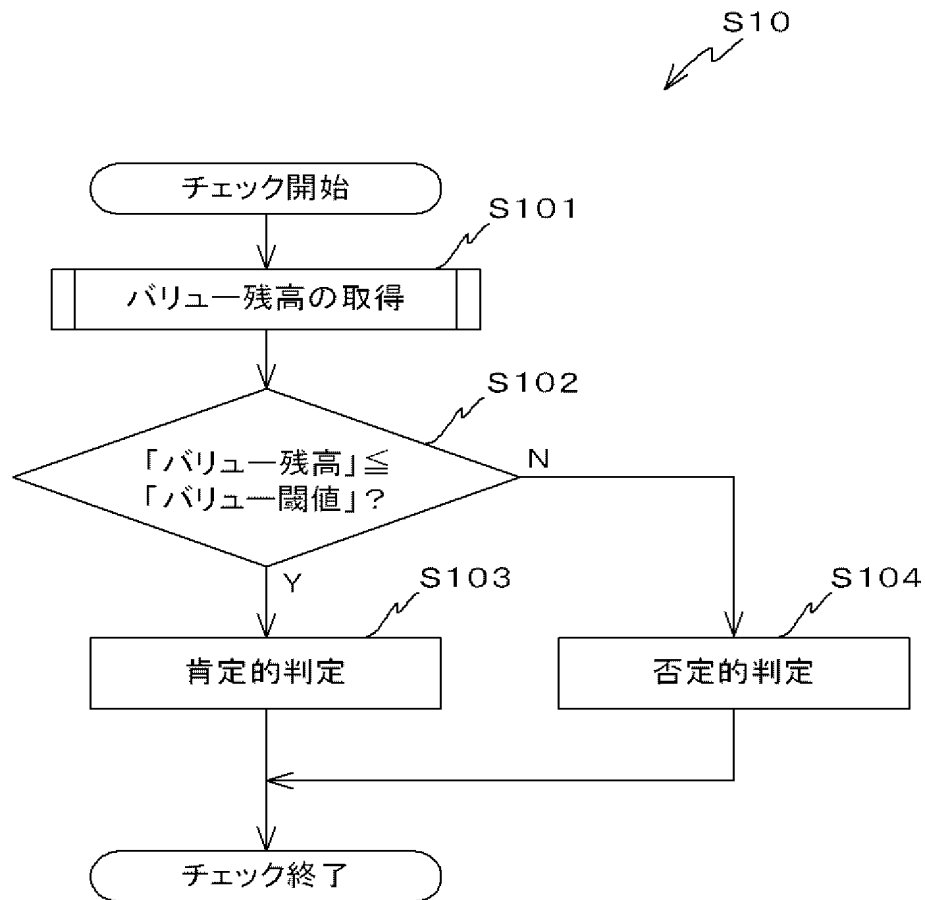 S10
チェック開始
S101
バリュー残高の取得
S102
「バリュー残高」≦
「バリュー閾値」?
N
Y
S103
S104
肯定的判定
否定的判定
チェック終了